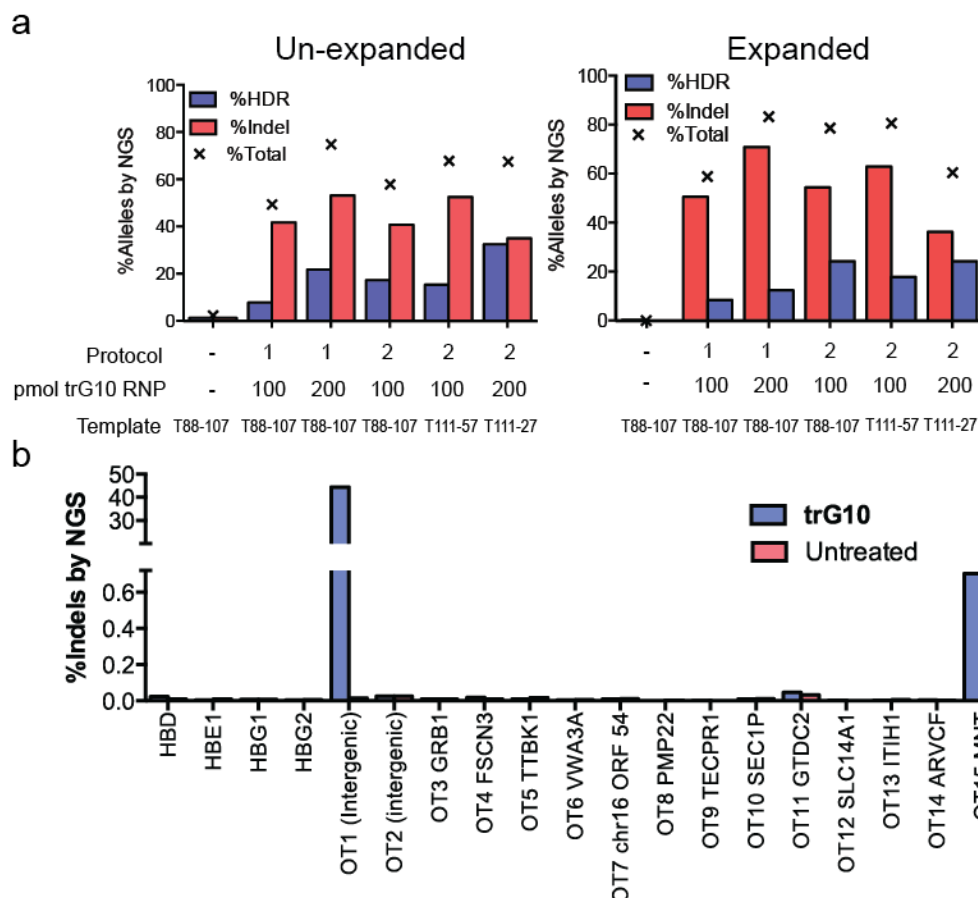 a
Un-expanded
%Alleles by NGS
100
80
60
40
20
0
%HDR
%Indel
× %Total
Protocol - 1 1 2 2 2
pmol trG10 RNP - 100 200 100 100 200
Template T88-107 T88-107 T88-107 T88-107 T111-57 T111-27
Expanded
%Alleles by NGS
100
80
60
40
20
0
%HDR
%Indel
× %Total
- 1 1 2 2 2
- 100 200 100 100 200
T88-107 T88-107 T88-107 T88-107 T111-57 T111-27
b
%Indels by NGS
50
40
30
0.6
0.4
0.2
0.0
trG10
Untreated
HBD
HBE1
HBG1
HBG2
OT1 (Intergenic)
OT2 (intergenic)
OT3 GRB1
OT4 FSCN3
OT5 TTBK1
OT6 VWA3A
OT7 chr16 ORF 54
OT8 PMP22
OT9 TECPR1
OT10 SEC1P
OT11 GTDC2
OT12 SLC14A1
OT13 ITIH1
OT14 ARVCF
OT15 MNT